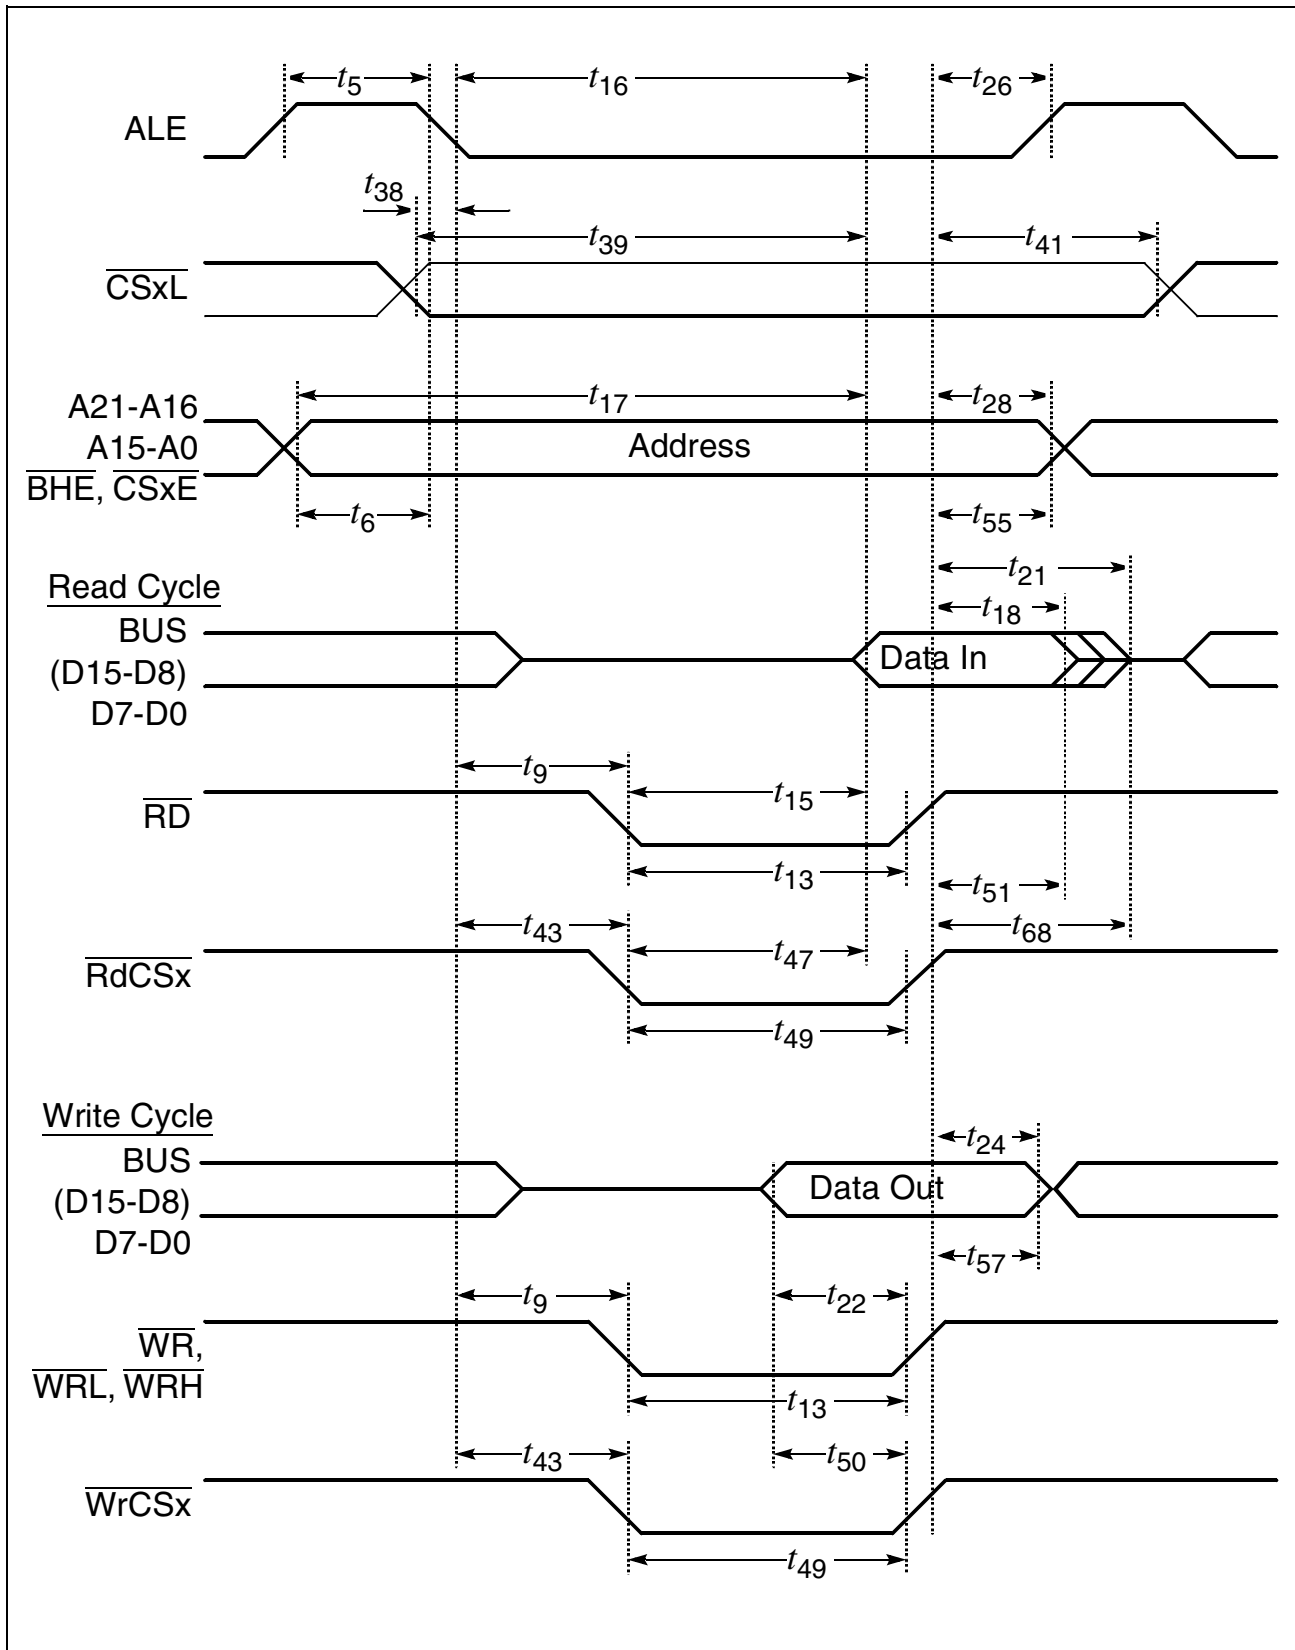 t5
t16
t26
ALE
t38
t39
t41
CSxL
t17
t28
A21-A16
A15-A0
Address
BHE, CSxE
t6
t55
t21
Read Cycle
t18
BUS
Data In
(D15-D8)
D7-D0
t9
t15
RD
t13
t51
t43
t68
t47
RdCSx
t49
Write Cycle
t24
BUS
Data Out
(D15-D8)
D7-D0
t57
t9
t22
WR,
WRL, WRH
t13
t43
t50
WrCSx
t49